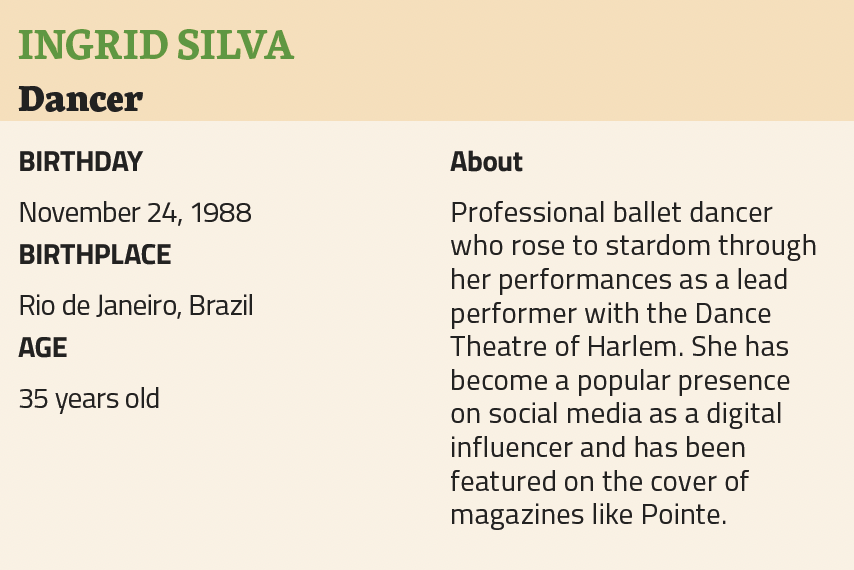 INGRID SILVA
Dancer
BIRTHDAY
November 24, 1988
BIRTHPLACE
Rio de Janeiro, Brazil
AGE
35 years old
About
Professional ballet dancer
who rose to stardom through
her performances as a lead
performer with the Dance
Theatre of Harlem. She has
become a popular presence
on social media as a digital
influencer and has been
featured on the cover of
magazines like Pointe.